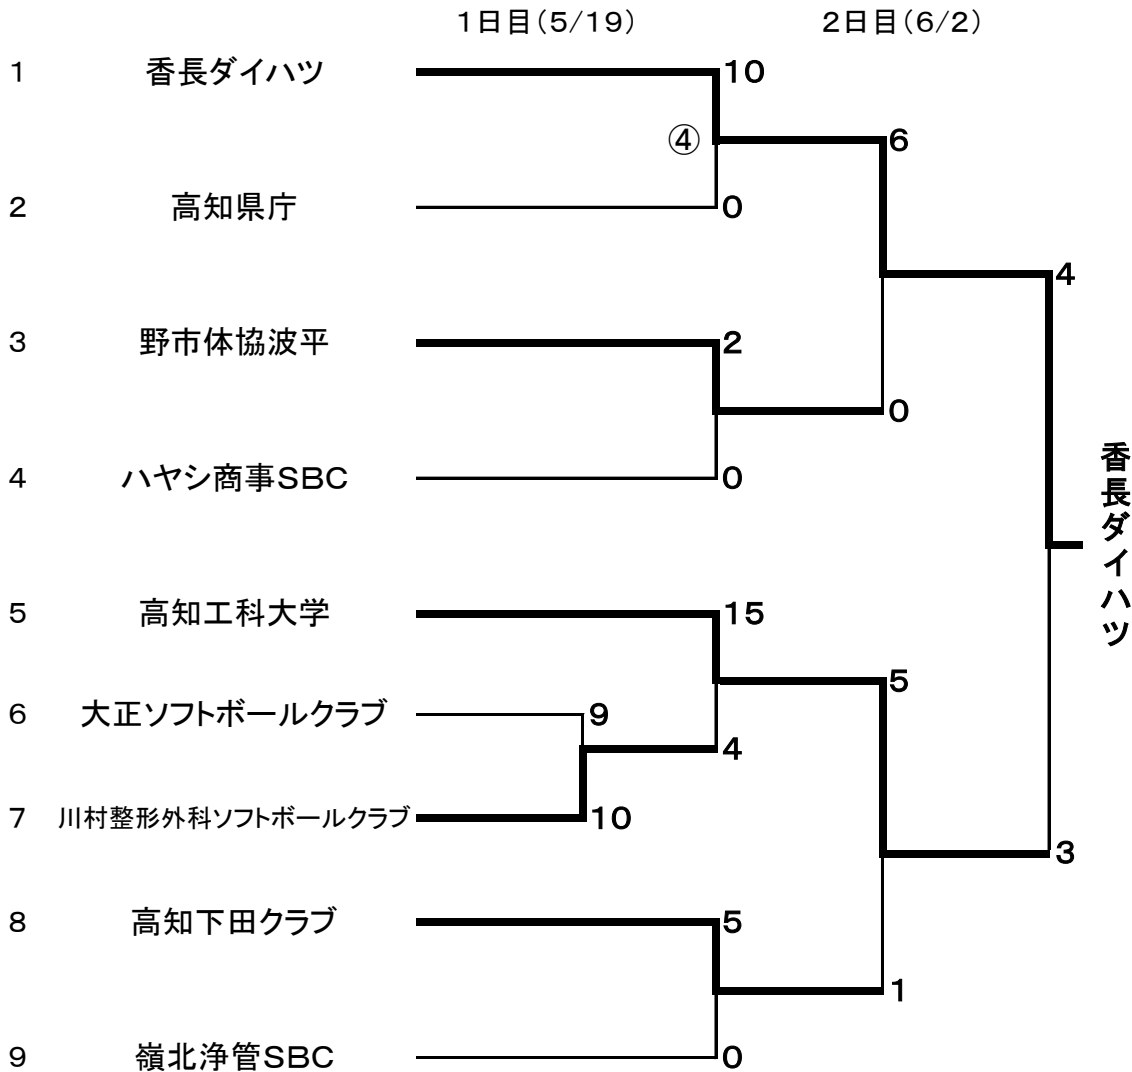 １日目（５/１９）　２日目（６/２）
１　香長ダイハツ　10
④　6
２　高知県庁　0
4
３　野市体協波平　2
0
４　ハヤシ商事ＳＢＣ　0
香長ダイハツ
５　高知工科大学　15
5
６　大正ソフトボールクラブ　9
4
７　川村整形外科ソフトボールクラブ　10
3
８　高知下田クラブ　5
1
９　嶺北浄管ＳＢＣ　0